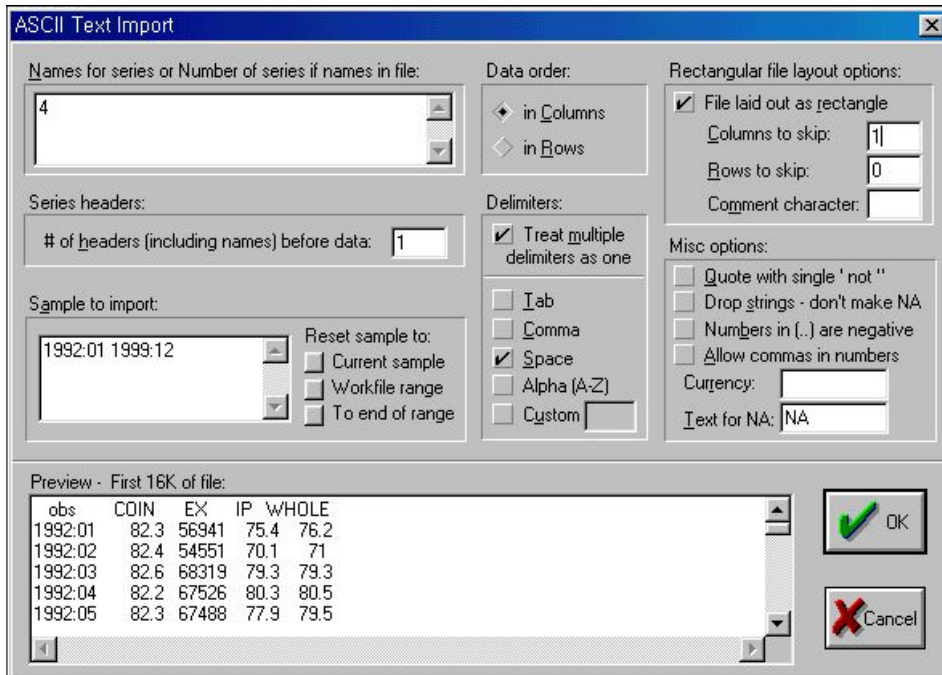 ASCII Text Import
Names for series or Number of series if names in file:
4
Series headers:
# of headers (including names) before data: 1
Sample to import:
1992:01 1999:12
Reset sample to:
Current sample
Workfile range
To end of range
Data order:
in Columns
in Rows
Delimiters:
Treat multiple
delimiters as one
Tab
Comma
Space
Alpha (A-Z)
Custom
Rectangular file layout options:
File laid out as rectangle
Columns to skip: 1
Rows to skip: 0
Comment character:
Misc options:
Quote with single ' not "
Drop strings - don't make NA
Numbers in (..) are negative
Allow commas in numbers
Currency:
Text for NA: NA
Preview - First 16K of file:
obs COIN EX IP WHOLE
1992:01 82.3 56941 75.4 76.2
1992:02 82.4 54551 70.1 71
1992:03 82.6 68319 79.3 79.3
1992:04 82.2 67526 80.3 80.5
1992:05 82.3 67488 77.9 79.5
OK
Cancel